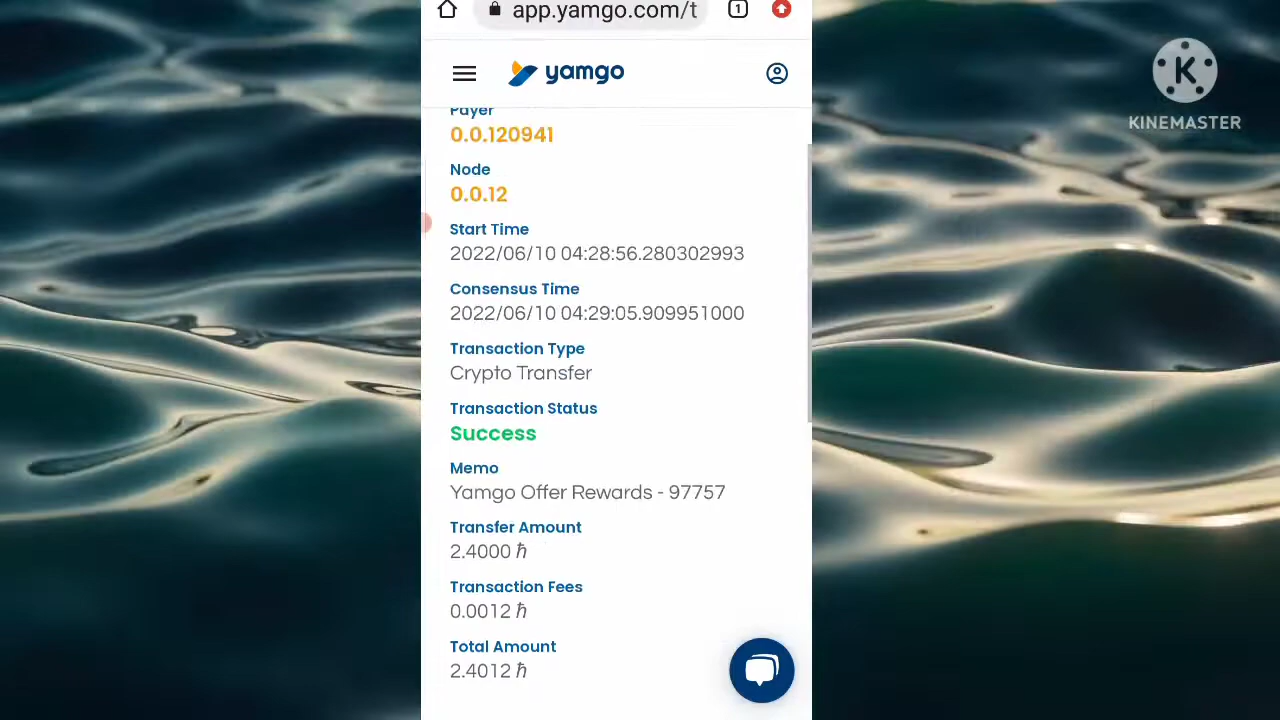 app.yamgo.com/t
1
yamgo
Payer
0.0.120941
Node
0.0.12
Start Time
2022/06/10 04:28:56.280302993
Consensus Time
2022/06/10 04:29:05.909951000
Transaction Type
Crypto Transfer
Transaction Status
Success
Memo
Yamgo Offer Rewards - 97757
Transfer Amount
2.4000 ℏ
Transaction Fees
0.0012 ℏ
Total Amount
2.4012 ℏ
K
KINEMASTER